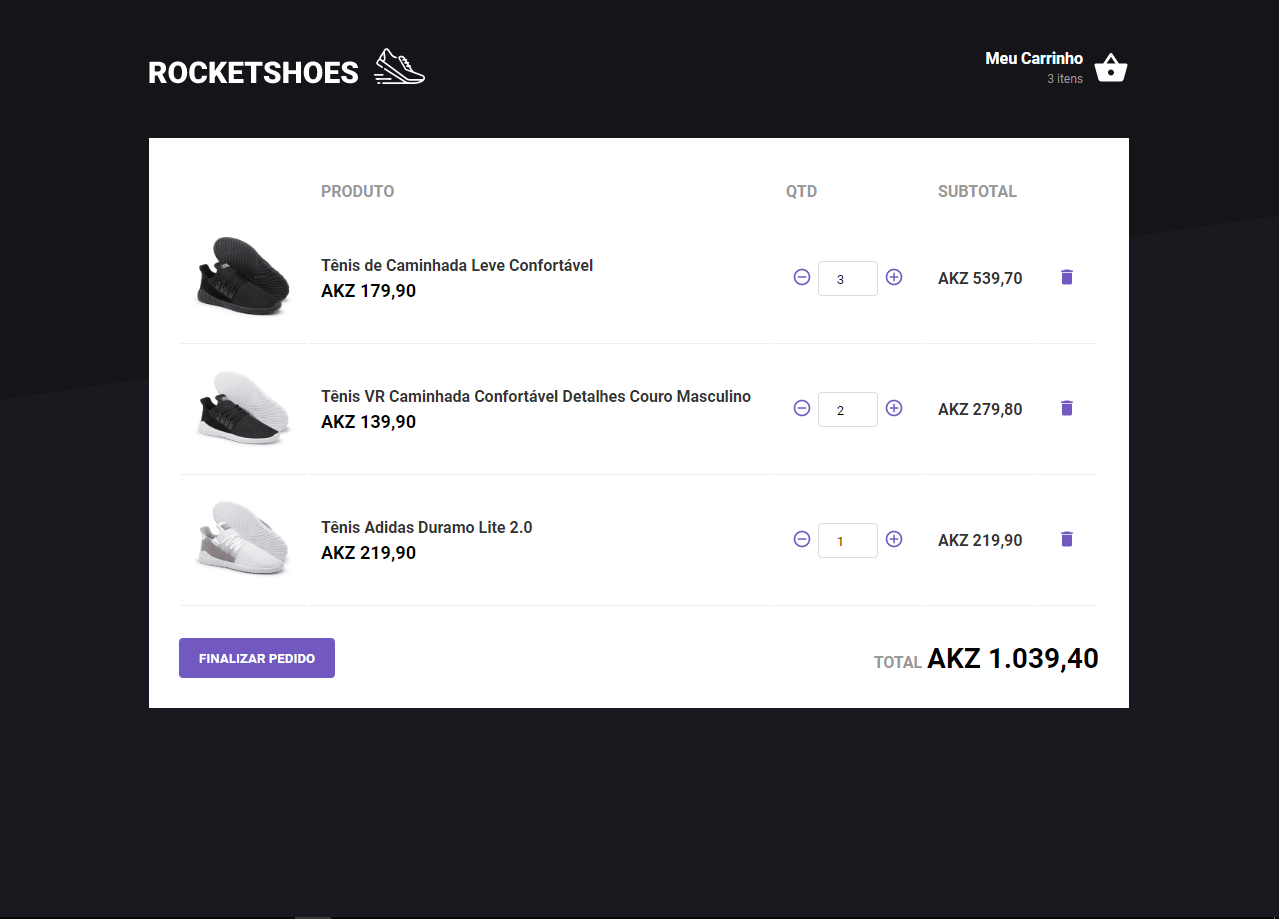 ROCKETSHOES
Meu Carrinho
3 itens
PRODUTO QTD SUBTOTAL
Tênis de Caminhada Leve Confortável
AKZ 179,90
3
AKZ 539,70
Tênis VR Caminhada Confortável Detalhes Couro Masculino
AKZ 139,90
2
AKZ 279,80
Tênis Adidas Duramo Lite 2.0
AKZ 219,90
1
AKZ 219,90
FINALIZAR PEDIDO
TOTAL AKZ 1.039,40